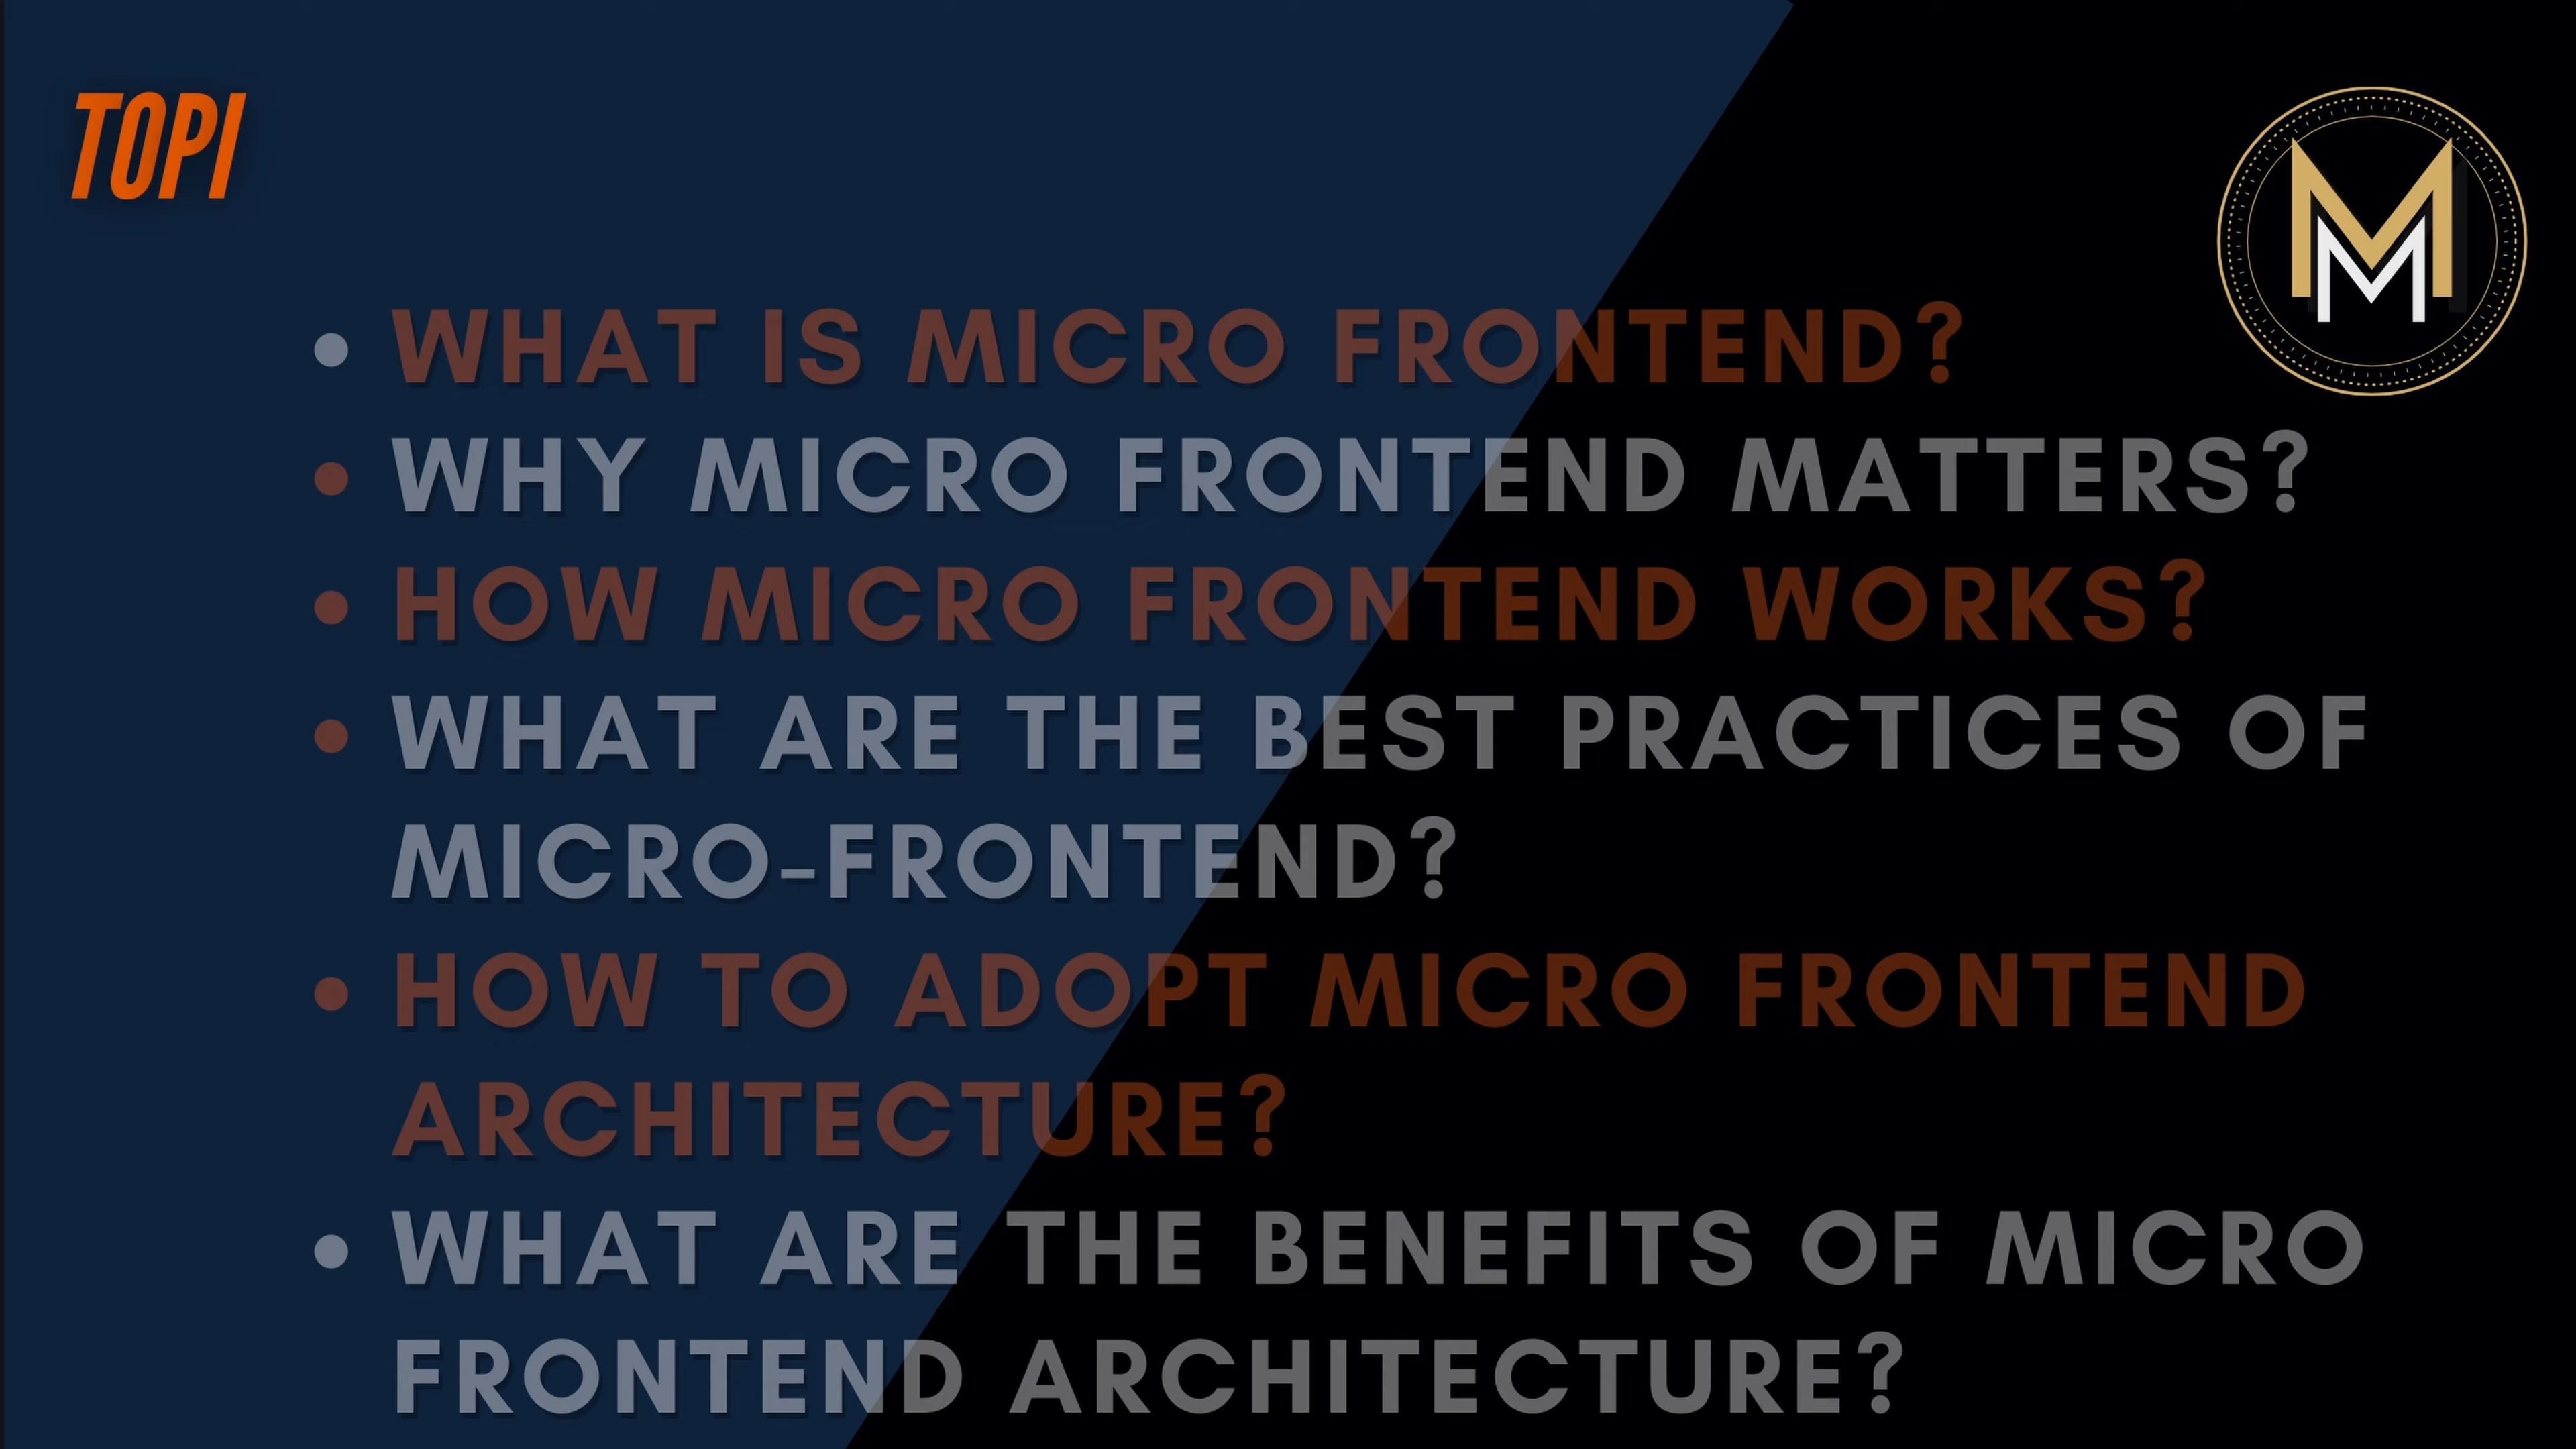 TOPI
• WHAT IS MICRO FRONTEND?
• WHY MICRO FRONTEND MATTERS?
• HOW MICRO FRONTEND WORKS?
• WHAT ARE THE BEST PRACTICES OF
MICRO-FRONTEND?
• HOW TO ADOPT MICRO FRONTEND
ARCHITECTURE?
• WHAT ARE THE BENEFITS OF MICRO
FRONTEND ARCHITECTURE?
MM